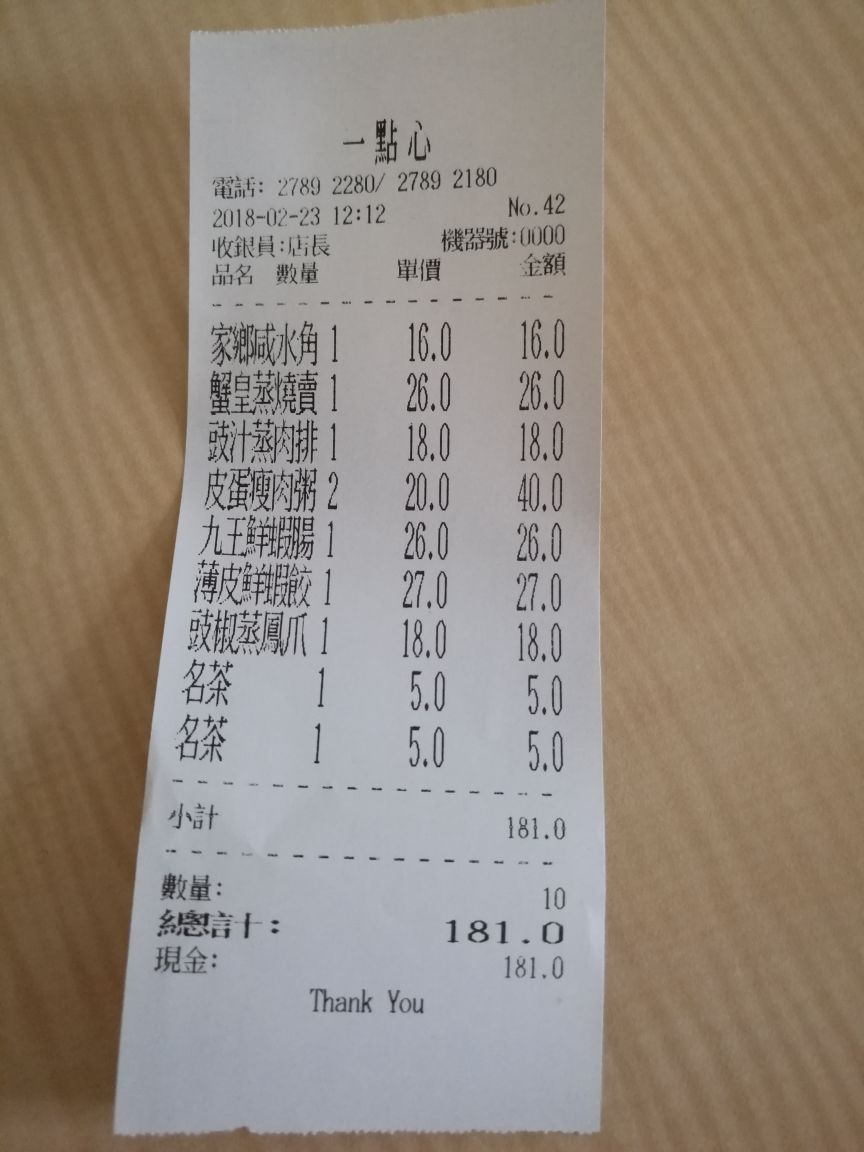 一點心
電話: 2789 2280/ 2789 2180
2018-02-23 12:12 No.42
收銀員:店長 機器號:0000
品名 數量 單價 金額
家鄉咸水角 1 16.0 16.0
蟹皇蒸燒賣 1 26.0 26.0
豉汁蒸肉排 1 18.0 18.0
皮蛋瘦肉粥 2 20.0 40.0
九王鮮蝦腸 1 26.0 26.0
薄皮鮮蝦餃 1 27.0 27.0
豉椒蒸鳳爪 1 18.0 18.0
名茶 1 5.0 5.0
名茶 1 5.0 5.0
小計 181.0
數量: 10
總計: 181.0
現金: 181.0
Thank You